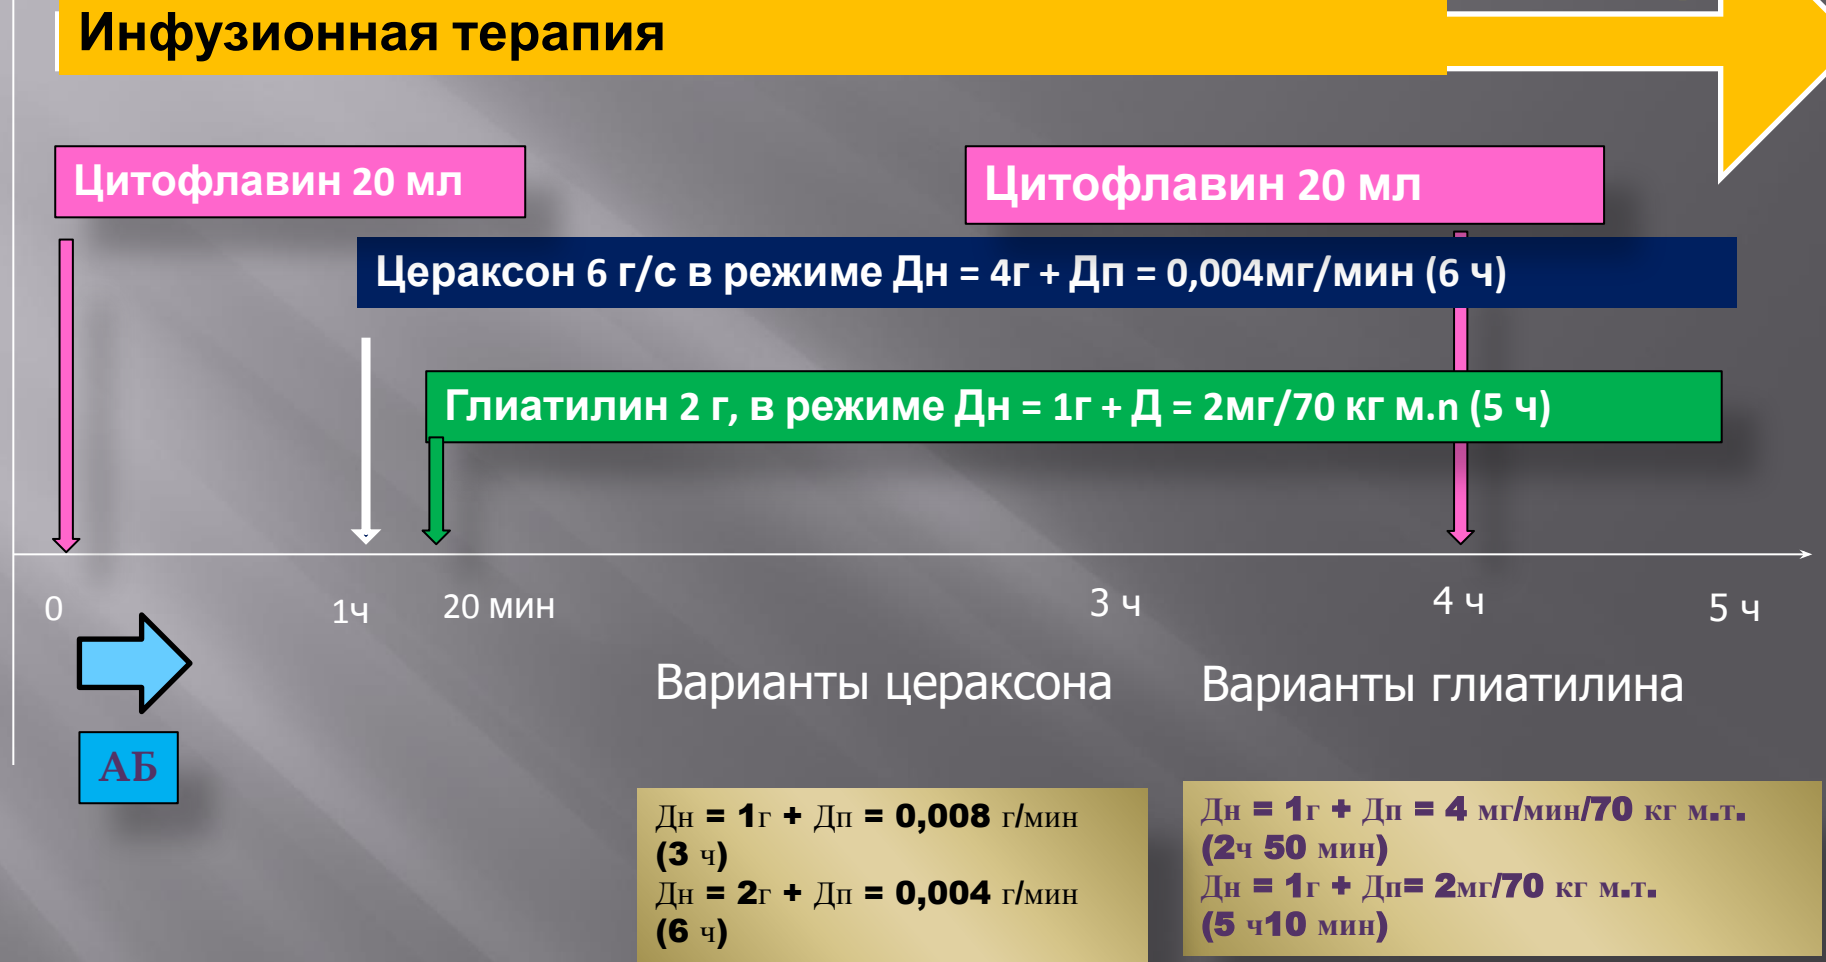 Инфузионная терапия
Цитофлавин 20 мл
Цитофлавин 20 мл
Цераксон 6 г/с в режиме Дн = 4г + Дп = 0,004мг/мин (6 ч)
Глиатилин 2 г, в режиме Дн = 1г + Д = 2мг/70 кг м.n (5 ч)
0
1ч
20 мин
3 ч
4 ч
5 ч
АБ
Варианты цераксона
Дн = 1г + Дп = 0,008 г/мин
(3 ч)
Дн = 2г + Дп = 0,004 г/мин
(6 ч)
Варианты глиатилина
Дн = 1г + Дп = 4 мг/мин/70 кг м.т.
(2ч 50 мин)
Дн = 1г + Дп= 2мг/70 кг м.т.
(5 ч10 мин)